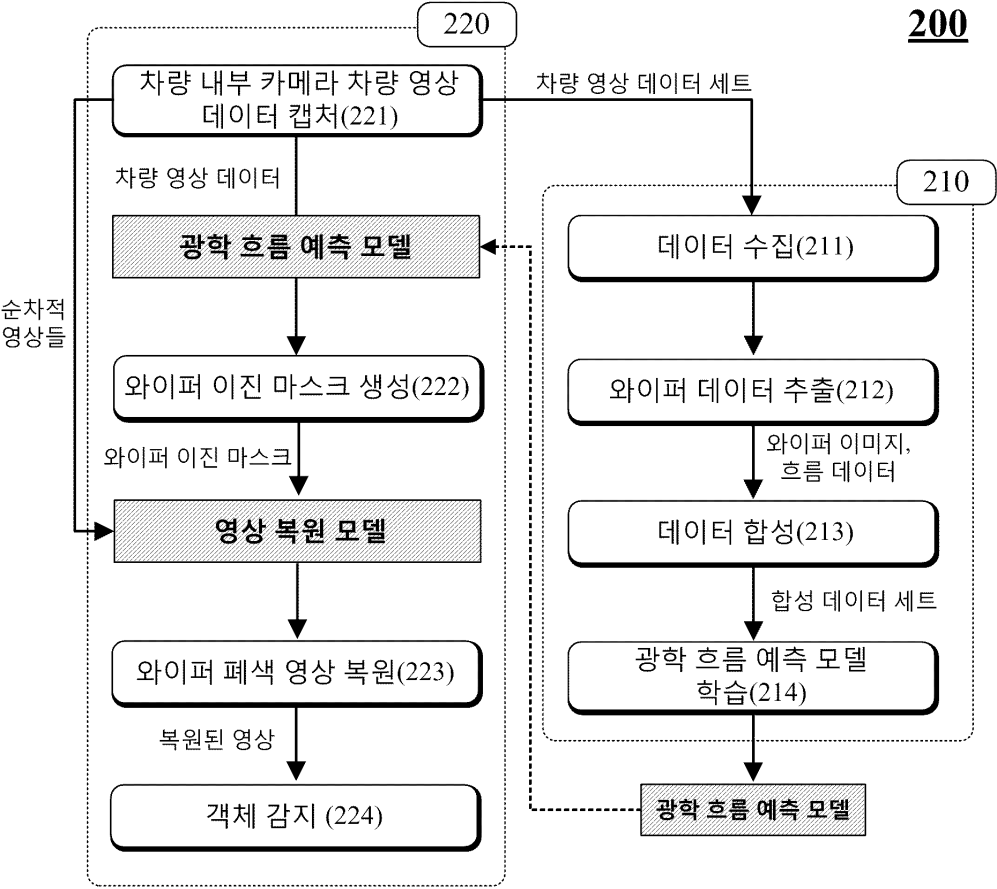 200
220
차량 내부 카메라 차량 영상
데이터 캡처(221)
차량 영상 데이터
광학 흐름 예측 모델
순차적
영상들
와이퍼 이진 마스크 생성(222)
와이퍼 이진 마스크
영상 복원 모델
와이퍼 폐색 영상 복원(223)
복원된 영상
객체 감지(224)
차량 영상 데이터 세트
210
데이터 수집(211)
와이퍼 데이터 추출(212)
와이퍼 이미지,
흐름 데이터
데이터 합성(213)
합성 데이터 세트
광학 흐름 예측 모델
학습(214)
광학 흐름 예측 모델